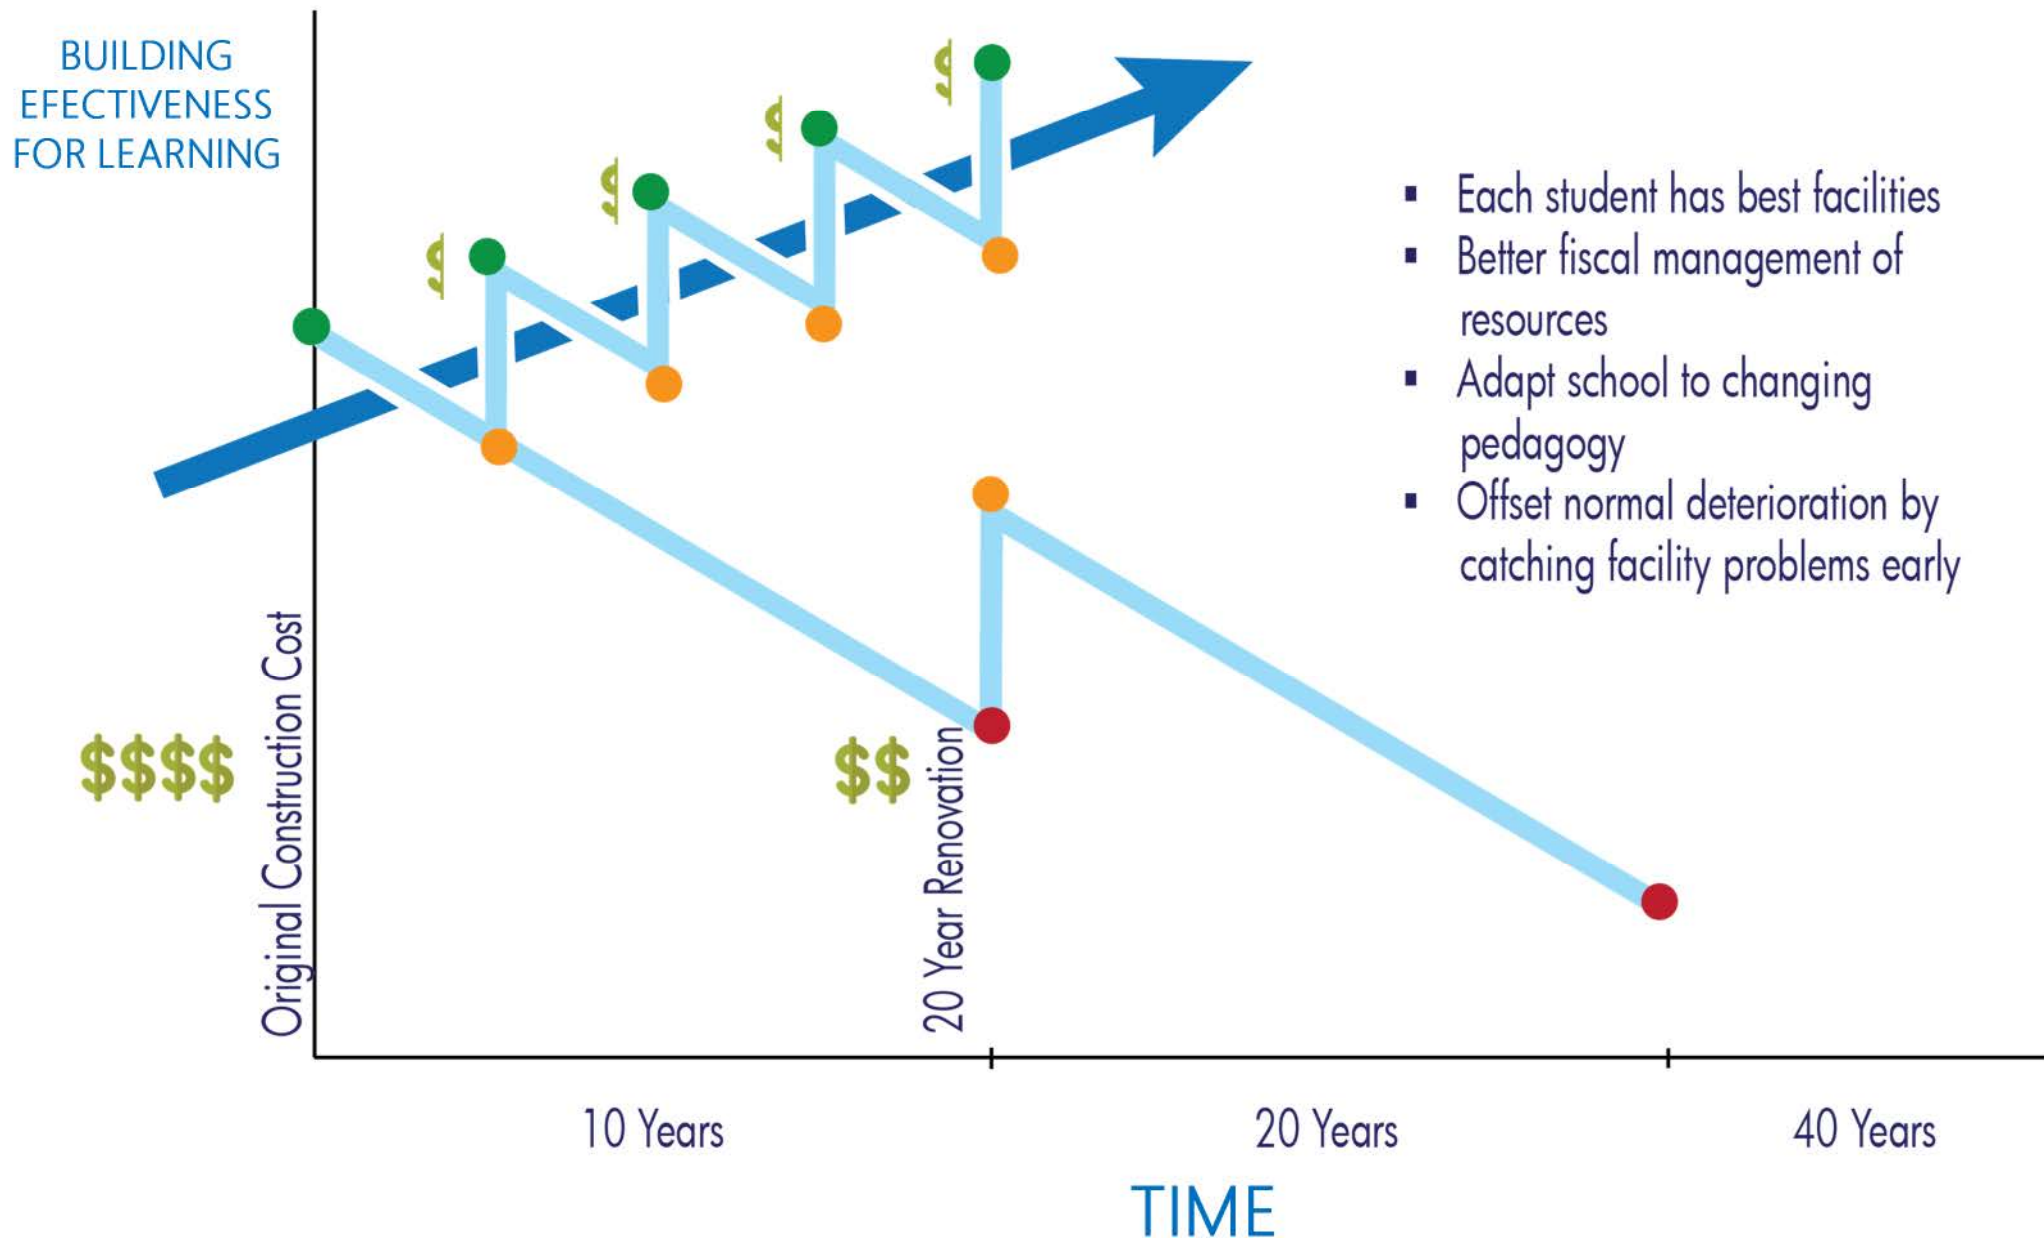 BUILDING
EFECTIVENESS
FOR LEARNING
$
$
$
$
▪ Each student has best facilities
▪ Better fiscal management of
resources
▪ Adapt school to changing
pedagogy
▪ Offset normal deterioration by
catching facility problems early
$$$$
Original Construction Cost
$$
20 Year Renovation
10 Years
20 Years
40 Years
TIME